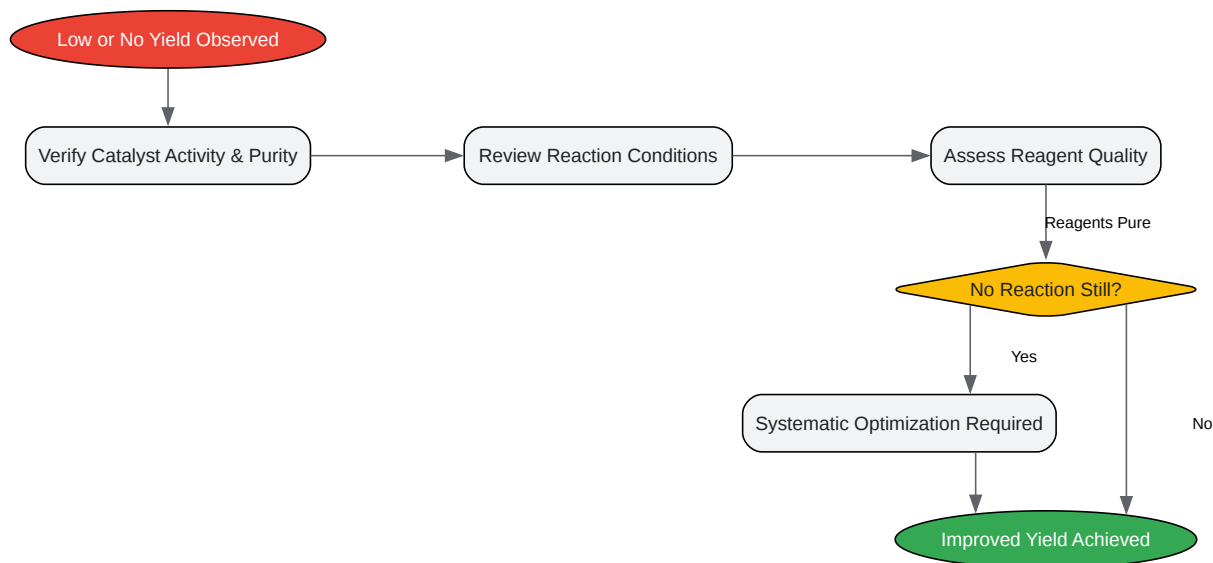 Low or No Yield Observed
Verify Catalyst Activity & Purity
Review Reaction Conditions
Assess Reagent Quality
Reagents Pure
No Reaction Still?
Yes
Systematic Optimization Required
No
Improved Yield Achieved